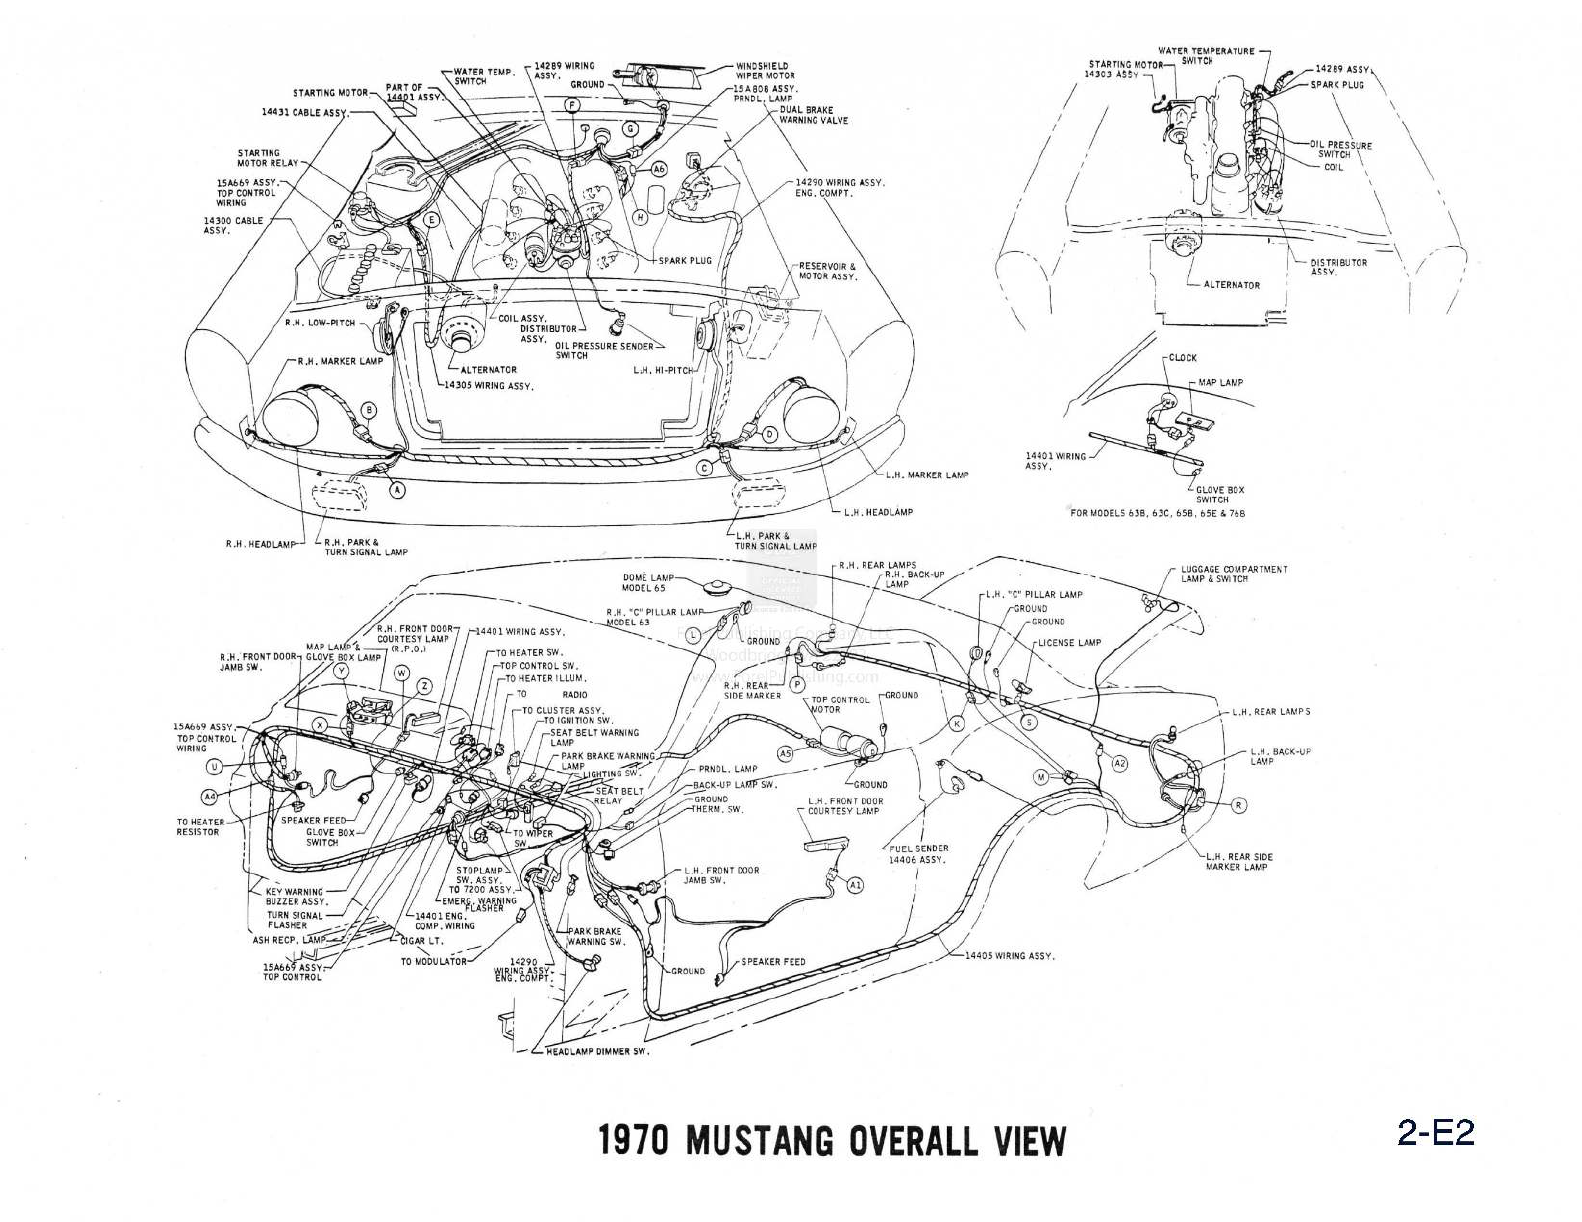 14289 WIRING
ASSY.
WATER TEMP.
SWITCH
GROUND
WINDSHIELD
WIPER MOTOR
PART OF
14401 ASSY.
STARTING MOTOR
15A808 ASSY.
PRNDL. LAMP
14431 CABLE ASSY.
F
G
DUAL BRAKE
WARNING VALVE
STARTING
MOTOR RELAY
A6
15A669 ASSY.
TOP CONTROL
WIRING
14290 WIRING ASSY.
ENG. COMPT.
14300 CABLE
ASSY.
E
H
SPARK PLUG
RESERVOIR &
MOTOR ASSY.
R.H. LOW-PITCH
COIL ASSY.
DISTRIBUTOR
ASSY.
OIL PRESSURE SENDER
SWITCH
R.H. MARKER LAMP
ALTERNATOR
L.H. HI-PITCH
14305 WIRING ASSY.
B
D
C
A
L.H. MARKER LAMP
L.H. HEADLAMP
R.H. HEADLAMP
R.H. PARK &
TURN SIGNAL LAMP
L.H. PARK &
TURN SIGNAL LAMP
WATER TEMPERATURE
SWITCH
STARTING MOTOR
14303 ASSY
14289 ASSY.
SPARK PLUG
OIL PRESSURE
SWITCH
COIL
DISTRIBUTOR
ASSY.
ALTERNATOR
CLOCK
MAP LAMP
14401 WIRING
ASSY.
GLOVE BOX
SWITCH
FOR MODELS 63B, 63C, 65B, 65E & 76B
DOME LAMP
MODEL 65
R.H. REAR LAMPS
R.H. BACK-UP
LAMP
LUGGAGE COMPARTMENT
LAMP & SWITCH
R.H. "C" PILLAR LAMP
MODEL 63
L.H. "C" PILLAR LAMP
GROUND
GROUND
LICENSE LAMP
L
GROUND
R.H. FRONT DOOR
COURTESY LAMP
(R.P.O.)
14401 WIRING ASSY.
MAP LAMP &
GLOVE BOX LAMP
R.H. FRONT DOOR
JAMB SW.
TO HEATER SW.
TOP CONTROL SW.
TO HEATER ILLUM.
TO RADIO
TO CLUSTER ASSY.
TO IGNITION SW.
SEAT BELT WARNING
LAMP
PARK BRAKE WARNING
LAMP
LIGHTING SW.
SEAT BELT
RELAY
Y
W
Z
X
R.H. REAR
SIDE MARKER
P
TOP CONTROL
MOTOR
GROUND
K
S
15A669 ASSY.
TOP CONTROL
WIRING
U
A4
TO HEATER
RESISTOR
L.H. REAR LAMPS
L.H. BACK-UP
LAMP
A5
GROUND
A2
M
R
PRNDL. LAMP
BACK-UP LAMP SW.
GROUND
THERM. SW.
L.H. FRONT DOOR
COURTESY LAMP
SPEAKER FEED
GLOVE BOX
SWITCH
TO WIPER
SW.
FUEL SENDER
14406 ASSY.
L.H. REAR SIDE
MARKER LAMP
STOPLAMP
SW. ASSY.
TO 7200 ASSY.
EMERG. WARNING
FLASHER
L.H. FRONT DOOR
JAMB SW.
A1
KEY WARNING
BUZZER ASSY.
TURN SIGNAL
FLASHER
14401 ENG.
COMP. WIRING
ASH RECP. LAMP
CIGAR LT.
PARK BRAKE
WARNING SW.
15A669 ASSY.
TOP CONTROL
TO MODULATOR
14290
WIRING ASSY.
ENG. COMPT.
GROUND
SPEAKER FEED
14405 WIRING ASSY.
HEADLAMP DIMMER SW.
1970 MUSTANG OVERALL VIEW
2-E2